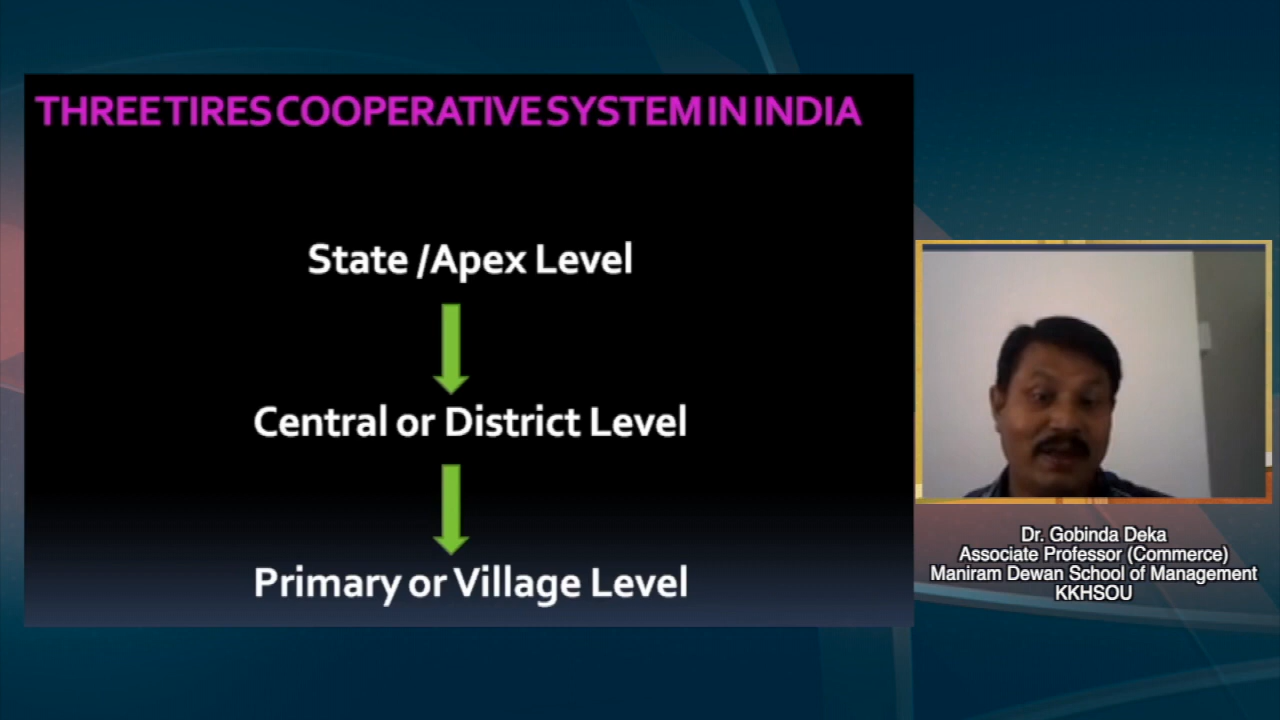 THREE TIRES COOPERATIVE SYSTEM IN INDIA
State /Apex Level
Central or District Level
Primary or Village Level
Dr. Gobinda Deka
Associate Professor (Commerce)
Maniram Dewan School of Management
KKHSOU